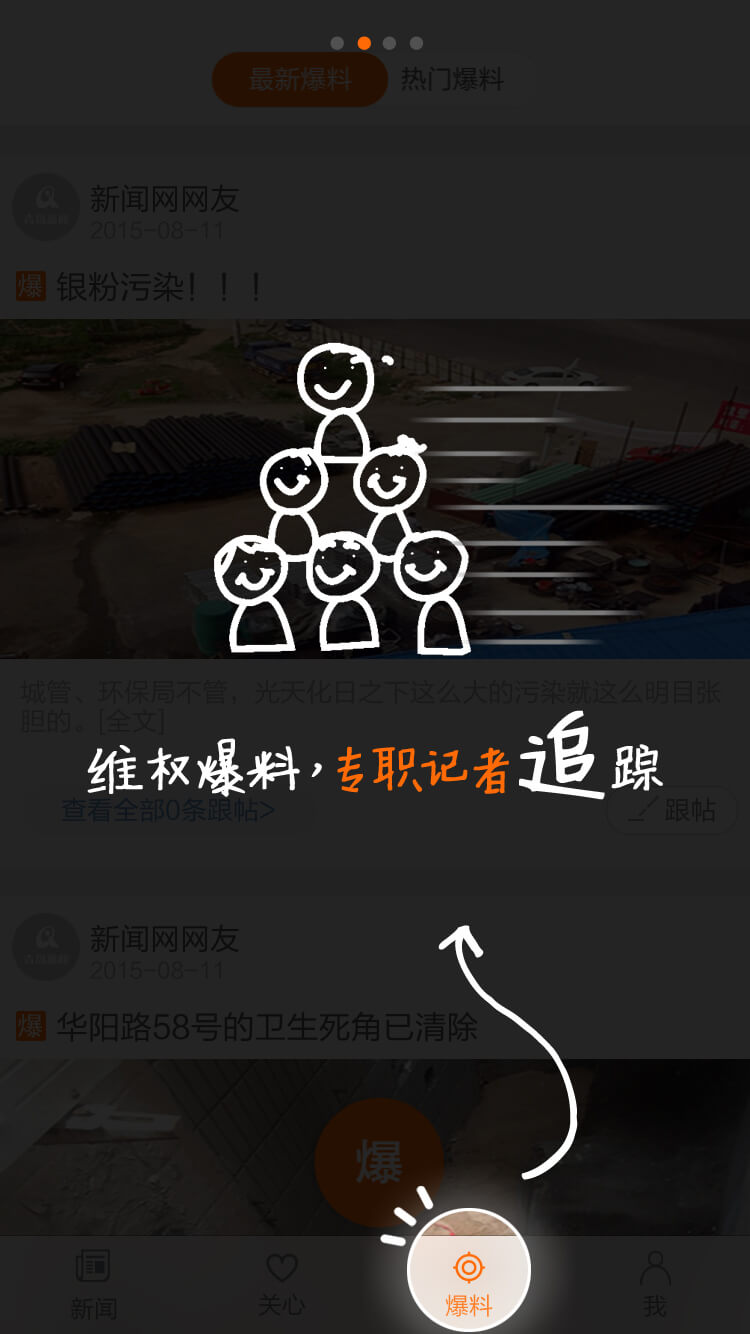 最新爆料 热门爆料
新闻网网友
2015-08-11
爆 银粉污染！！！
城管、环保局不管，光天化日之下这么大的污染就这么明目张
胆的。[全文]
维权爆料，专职记者追踪
查看全部0条跟帖>
跟帖
新闻网网友
2015-08-11
爆 华阳路58号的卫生死角已清除
爆
新闻 关心 爆料 我